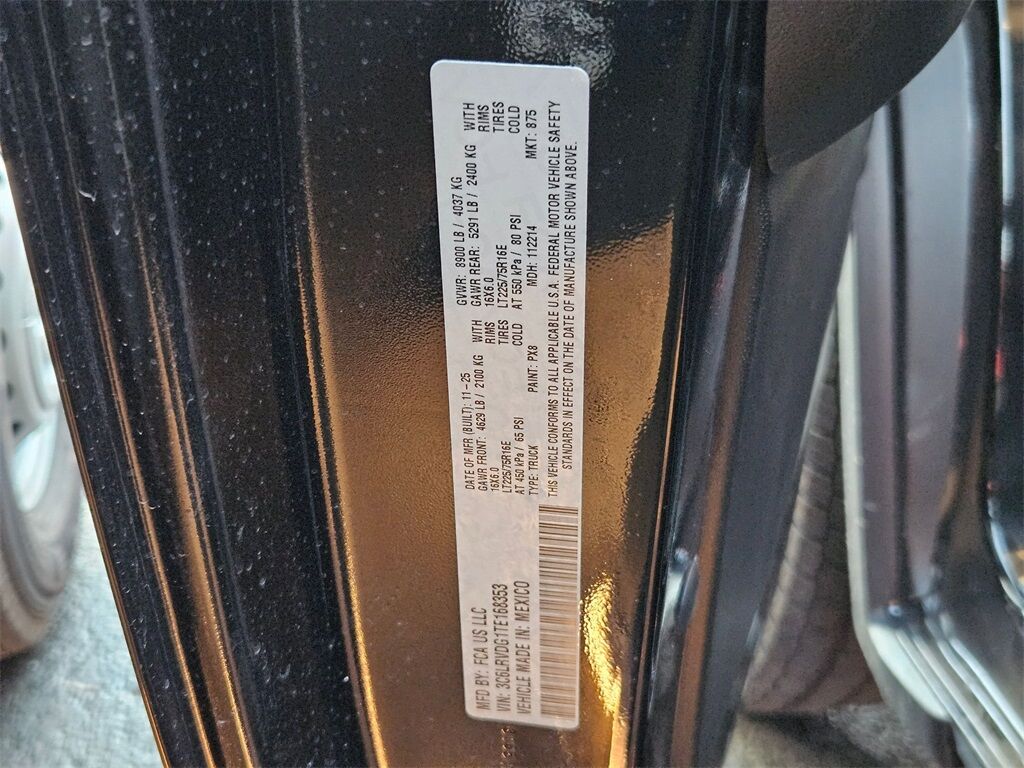 MFD BY: FCA US LLC
DATE OF MFR (BUILT): 11-25
GVWR: 8900 LB / 4037 KG
GAWR FRONT: 4629 LB / 2100 KG WITH
16X6.0 RIMS
LT225/75R16E TIRES
AT 450 kPa / 65 PSI COLD
GAWR REAR: 5291 LB / 2400 KG WITH
16X6.0 RIMS
LT225/75R16E TIRES
AT 550 kPa / 80 PSI COLD
VIN: 3C6LRVDG1TE168353
TYPE: TRUCK PAINT: PX8 MDH: 112214 MKT: 875
VEHICLE MADE IN: MEXICO
THIS VEHICLE CONFORMS TO ALL APPLICABLE U.S.A. FEDERAL MOTOR VEHICLE SAFETY
STANDARDS IN EFFECT ON THE DATE OF MANUFACTURE SHOWN ABOVE.